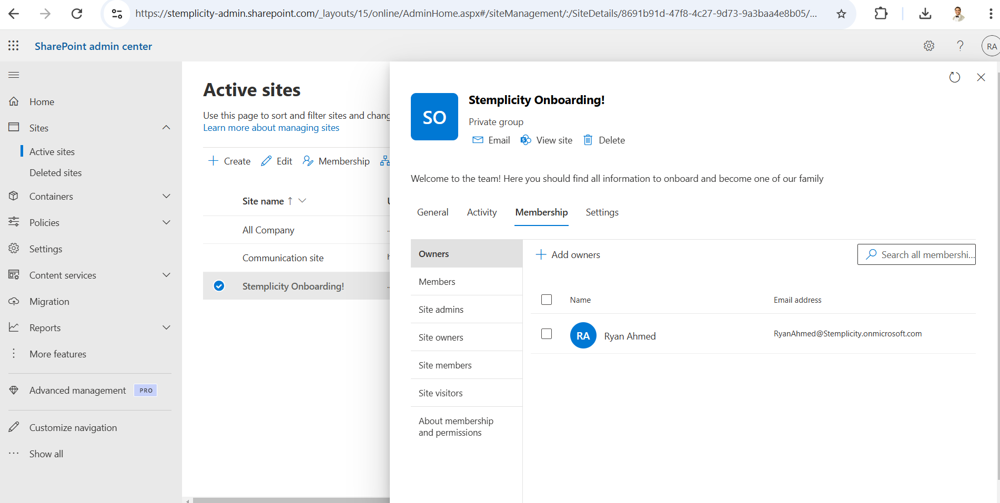 https://stemplicity-admin.sharepoint.com/_layouts/15/online/AdminHome.aspx#/siteManagement/:/SiteDetails/8691b91d-47f8-4c27-9d73-9a3baa4e8b05/...
SharePoint admin center
RA
Home
Sites
Active sites
Deleted sites
Containers
Policies
Settings
Content services
Migration
Reports
More features
Advanced management PRO
Customize navigation
Show all
Active sites
Use this page to sort and filter sites and chang
Learn more about managing sites
Create Edit Membership
Site name
All Company
Communication site
Stemplicity Onboarding!
SO
Stemplicity Onboarding!
Private group
Email View site Delete
Welcome to the team! Here you should find all information to onboard and become one of our family
General Activity Membership Settings
Owners
Members
Site admins
Site owners
Site members
Site visitors
About membership
and permissions
Add owners
Search all membershi...
Name Email address
RA Ryan Ahmed RyanAhmed@Stemplicity.onmicrosoft.com